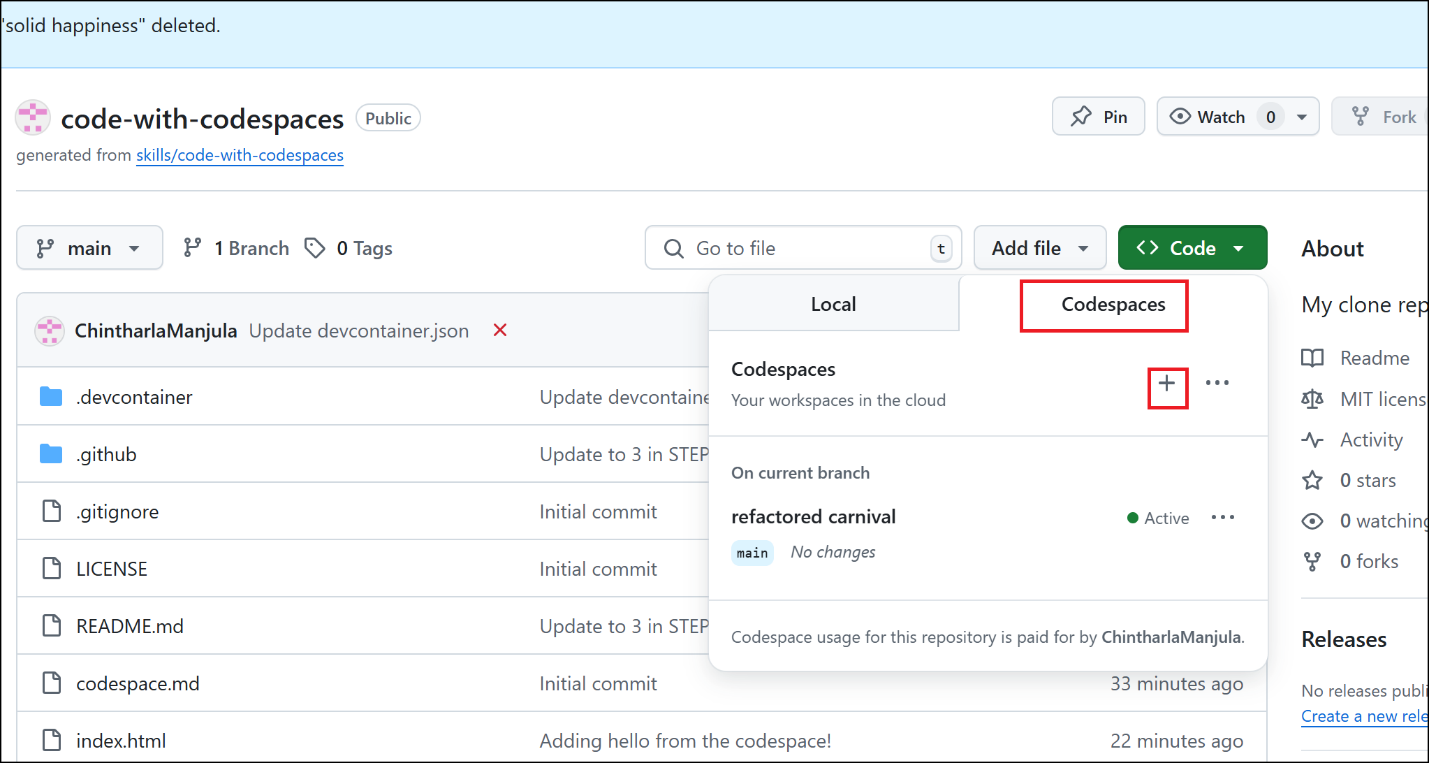 "solid happiness" deleted.
code-with-codespaces Public
Pin Watch 0 Fork
generated from skills/code-with-codespaces
main 1 Branch 0 Tags Go to file t Add file <> Code
ChintharlaManjula Update devcontainer.json
.devcontainer Update devcontaine
.github Update to 3 in STEP
.gitignore Initial commit
LICENSE Initial commit
README.md Update to 3 in STEP
codespace.md Initial commit 33 minutes ago
index.html Adding hello from the codespace! 22 minutes ago
Local Codespaces
Codespaces
Your workspaces in the cloud
On current branch
refactored carnival Active
main No changes
Codespace usage for this repository is paid for by ChintharlaManjula.
About
My clone rep
Readme
MIT licens
Activity
0 stars
0 watching
0 forks
Releases
No releases publi
Create a new rele